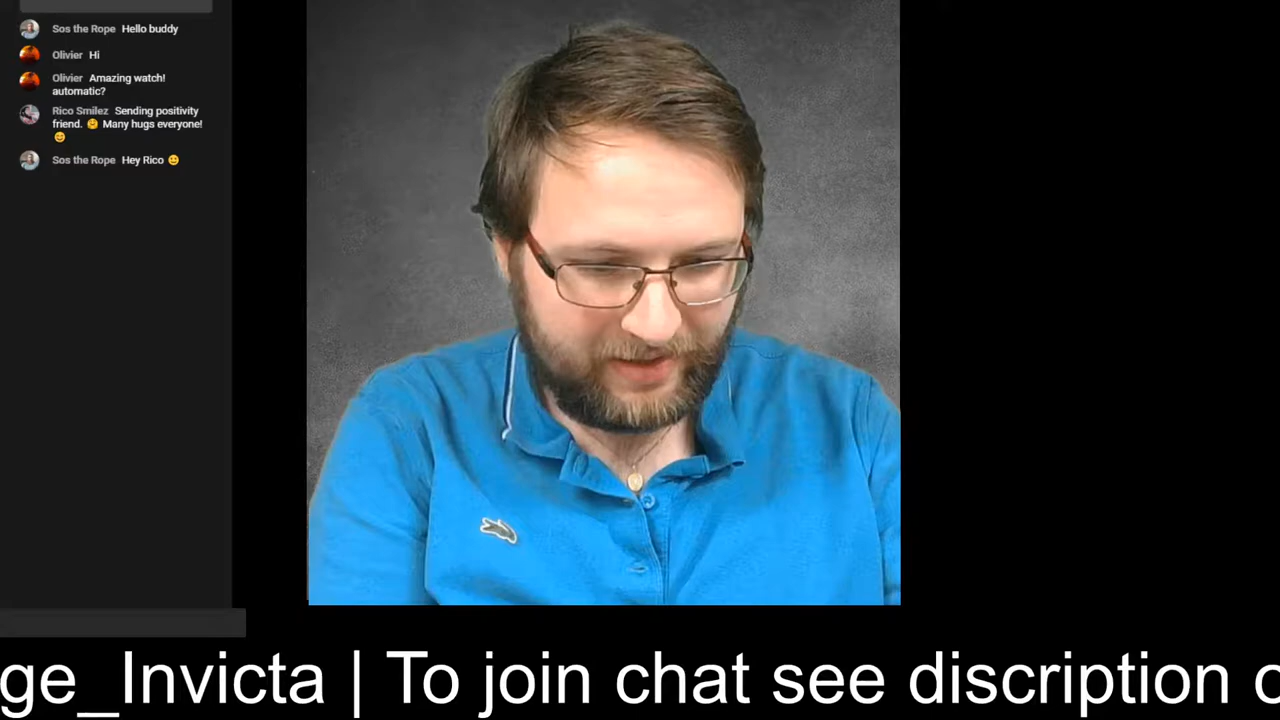 Sos the Rope Hello buddy
Olivier Hi
Olivier Amazing watch!
automatic?
Rico Smilez Sending positivity
friend. 🤗 Many hugs everyone!
😊
Sos the Rope Hey Rico 🙂
ge_Invicta | To join chat see discription